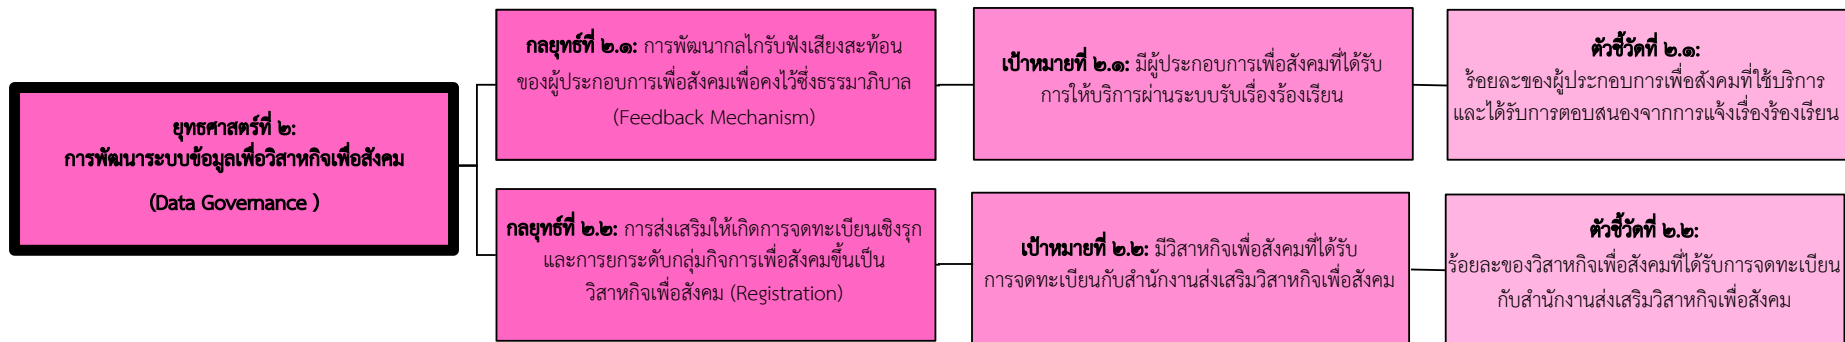 ยุทธศาสตร์ที่ ๒:
การพัฒนาระบบข้อมูลเพื่อวิสาหกิจเพื่อสังคม
(Data Governance )
กลยุทธ์ที่ ๒.๑: การพัฒนากลไกรับฟังเสียงสะท้อน
ของผู้ประกอบการเพื่อสังคมเพื่อคงไว้ซึ่งธรรมาภิบาล
(Feedback Mechanism)
เป้าหมายที่ ๒.๑: มีผู้ประกอบการเพื่อสังคมที่ได้รับ
การให้บริการผ่านระบบรับเรื่องร้องเรียน
ตัวชี้วัดที่ ๒.๑:
ร้อยละของผู้ประกอบการเพื่อสังคมที่ใช้บริการ
และได้รับการตอบสนองจากการแจ้งเรื่องร้องเรียน
กลยุทธ์ที่ ๒.๒: การส่งเสริมให้เกิดการจดทะเบียนเชิงรุก
และการยกระดับกลุ่มกิจการเพื่อสังคมขึ้นเป็น
วิสาหกิจเพื่อสังคม (Registration)
เป้าหมายที่ ๒.๒: มีวิสาหกิจเพื่อสังคมที่ได้รับ
การจดทะเบียนกับสำนักงานส่งเสริมวิสาหกิจเพื่อสังคม
ตัวชี้วัดที่ ๒.๒:
ร้อยละของวิสาหกิจเพื่อสังคมที่ได้รับการจดทะเบียน
กับสำนักงานส่งเสริมวิสาหกิจเพื่อสังคม